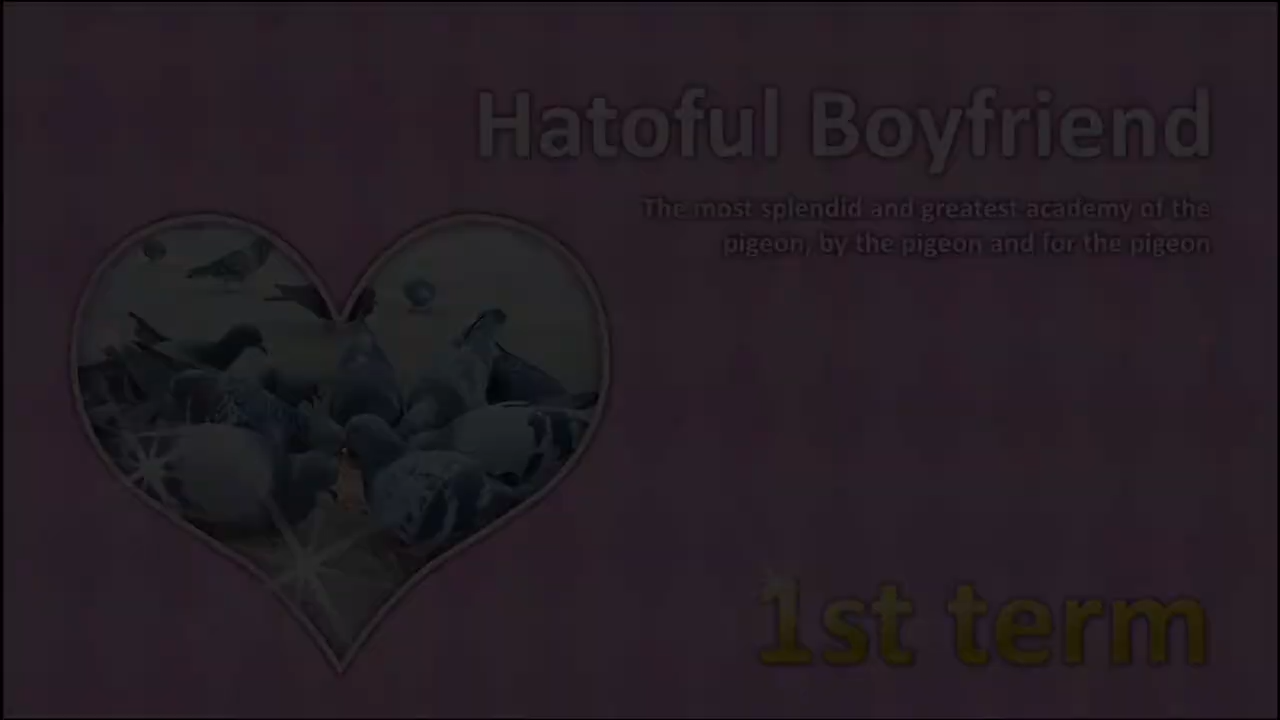 Hatoful Boyfriend
The most splendid and greatest academy of the
pigeon, by the pigeon and for the pigeon
1st term